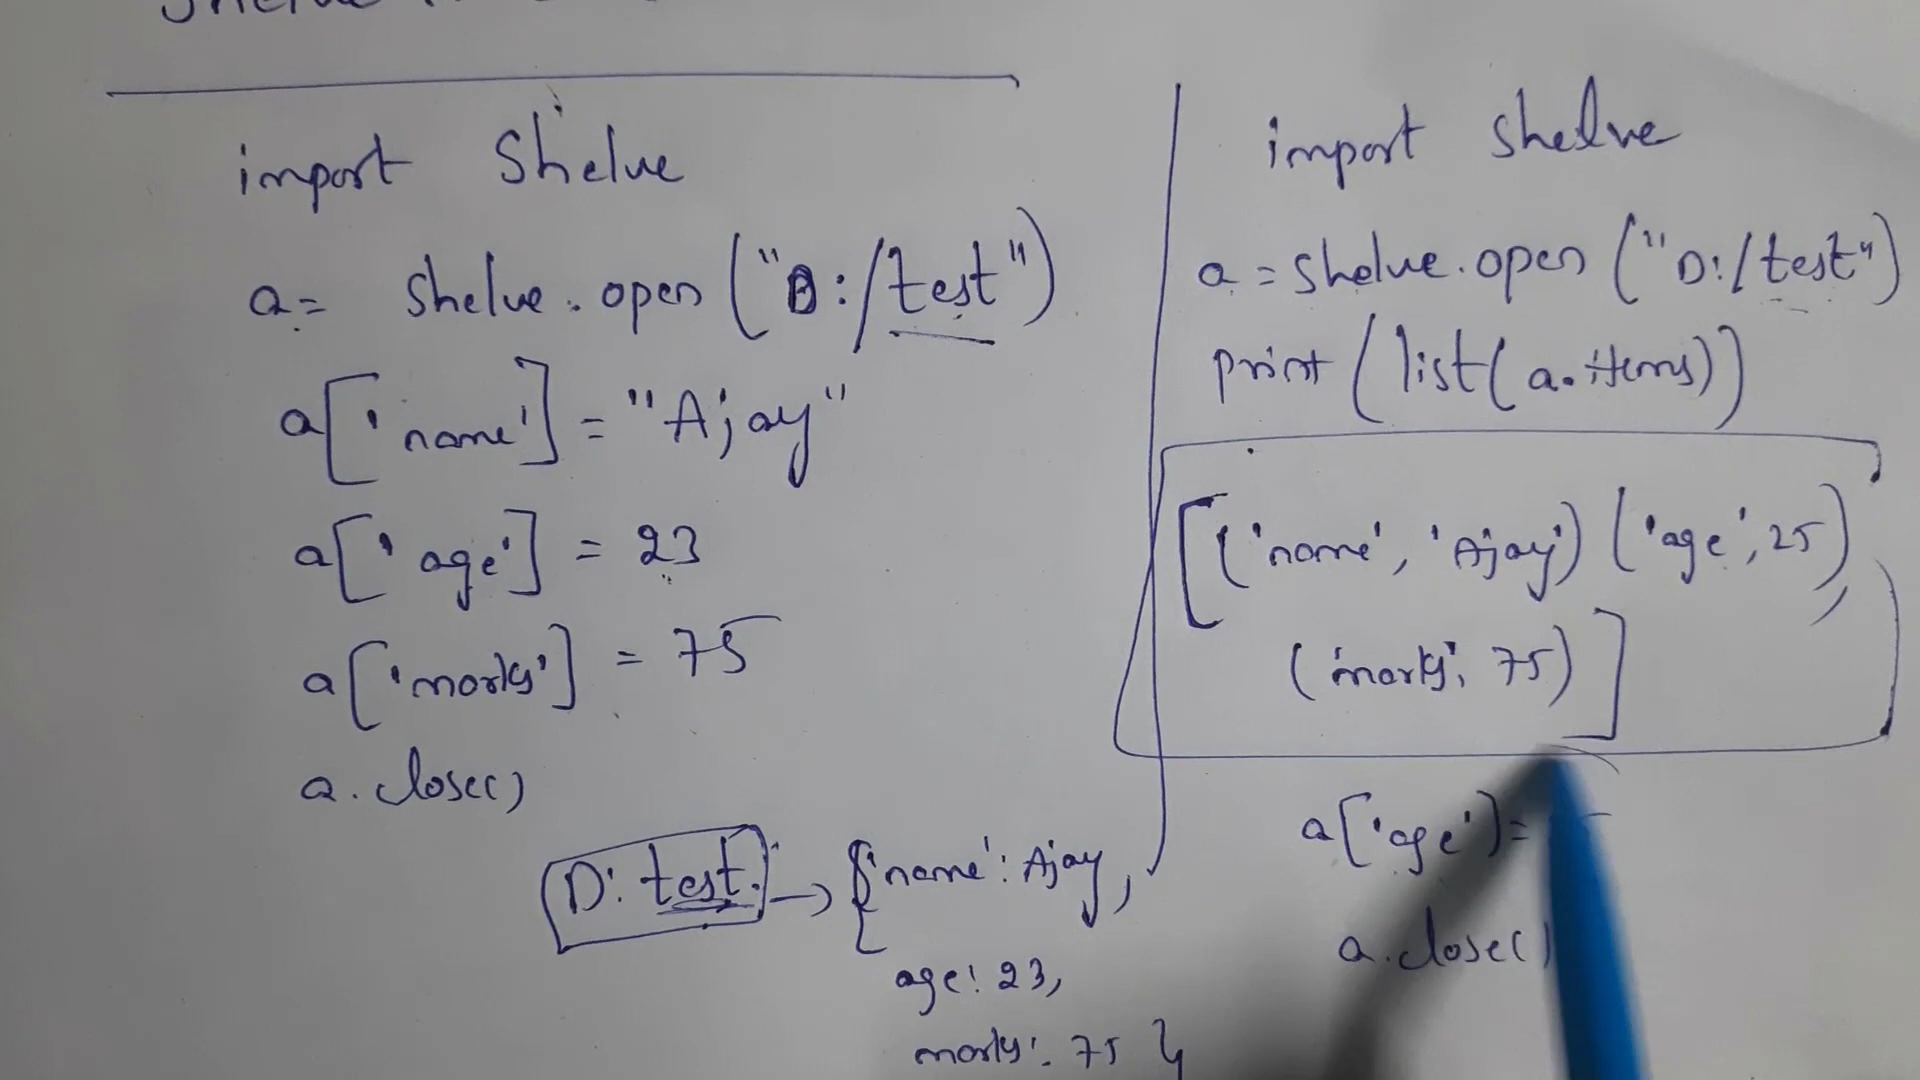 import Shelve
a= Shelve.open("D:/test")
a['name'] = "Ajay"
a['age'] = 23
a['marks'] = 75
a.close()
D: test. → {'name': Ajay,
age: 23,
marks: 75 }
import shelve
a = shelve.open("D:/test")
print(list(a.items))
[('name', 'Ajay') ('age', 25),
('marks', 75)]
a['age']=
a.close()